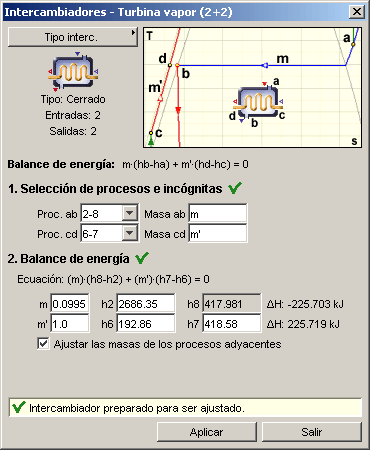 Intercambiadores - Turbina vapor (2+2)
Tipo interc.
Tipo: Cerrado
Entradas: 2
Salidas: 2
T
a
d
b
m
m'
c
a
d
b
c
s
Balance de energía: m·(hb-ha) + m'·(hd-hc) = 0
1. Selección de procesos e incógnitas
Proc. ab 2-8 Masa ab m
Proc. cd 6-7 Masa cd m'
2. Balance de energía
Ecuación: (m)·(h8-h2) + (m')·(h7-h6) = 0
m 0.0995 h2 2686.35 h8 417.981 ΔH: -225.703 kJ
m' 1.0 h6 192.86 h7 418.58 ΔH: 225.719 kJ
Ajustar las masas de los procesos adyacentes
Intercambiador preparado para ser ajustado.
Aplicar Salir